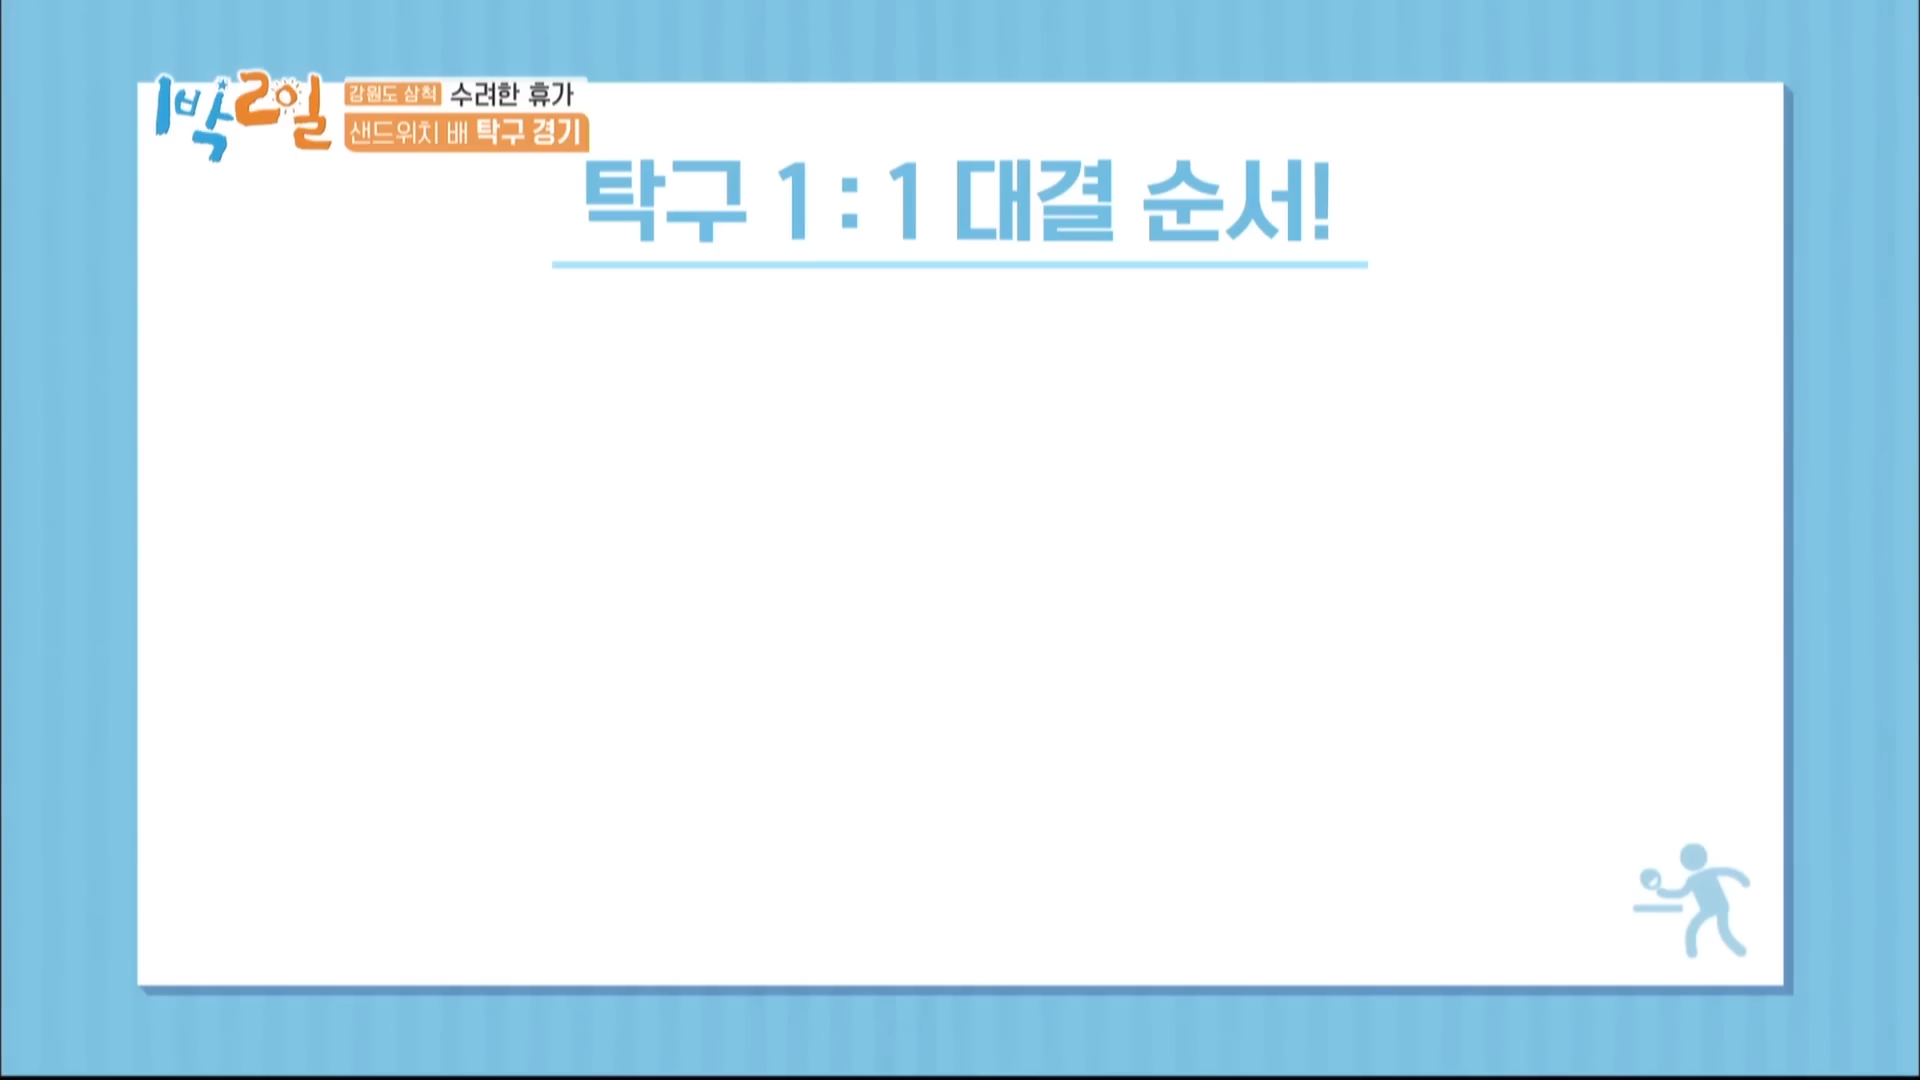 1박2일
강원도 삼척 수려한 휴가
샌드위치 배 탁구 경기
탁구 1 : 1 대결 순서!